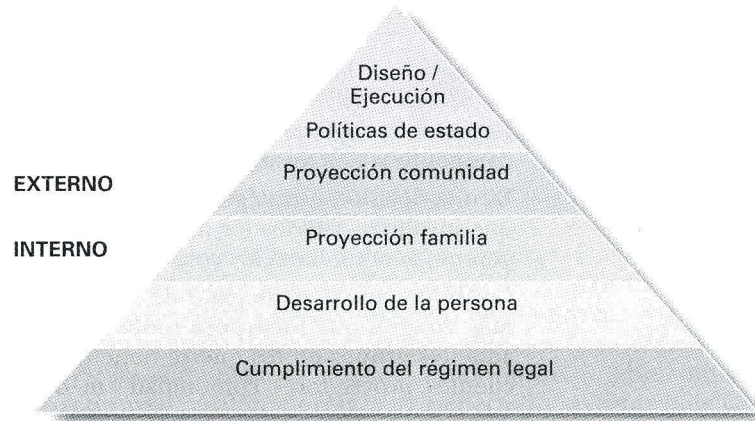 Diseño /
Ejecución
Políticas de estado
EXTERNO
Proyección comunidad
INTERNO
Proyección familia
Desarrollo de la persona
Cumplimiento del régimen legal